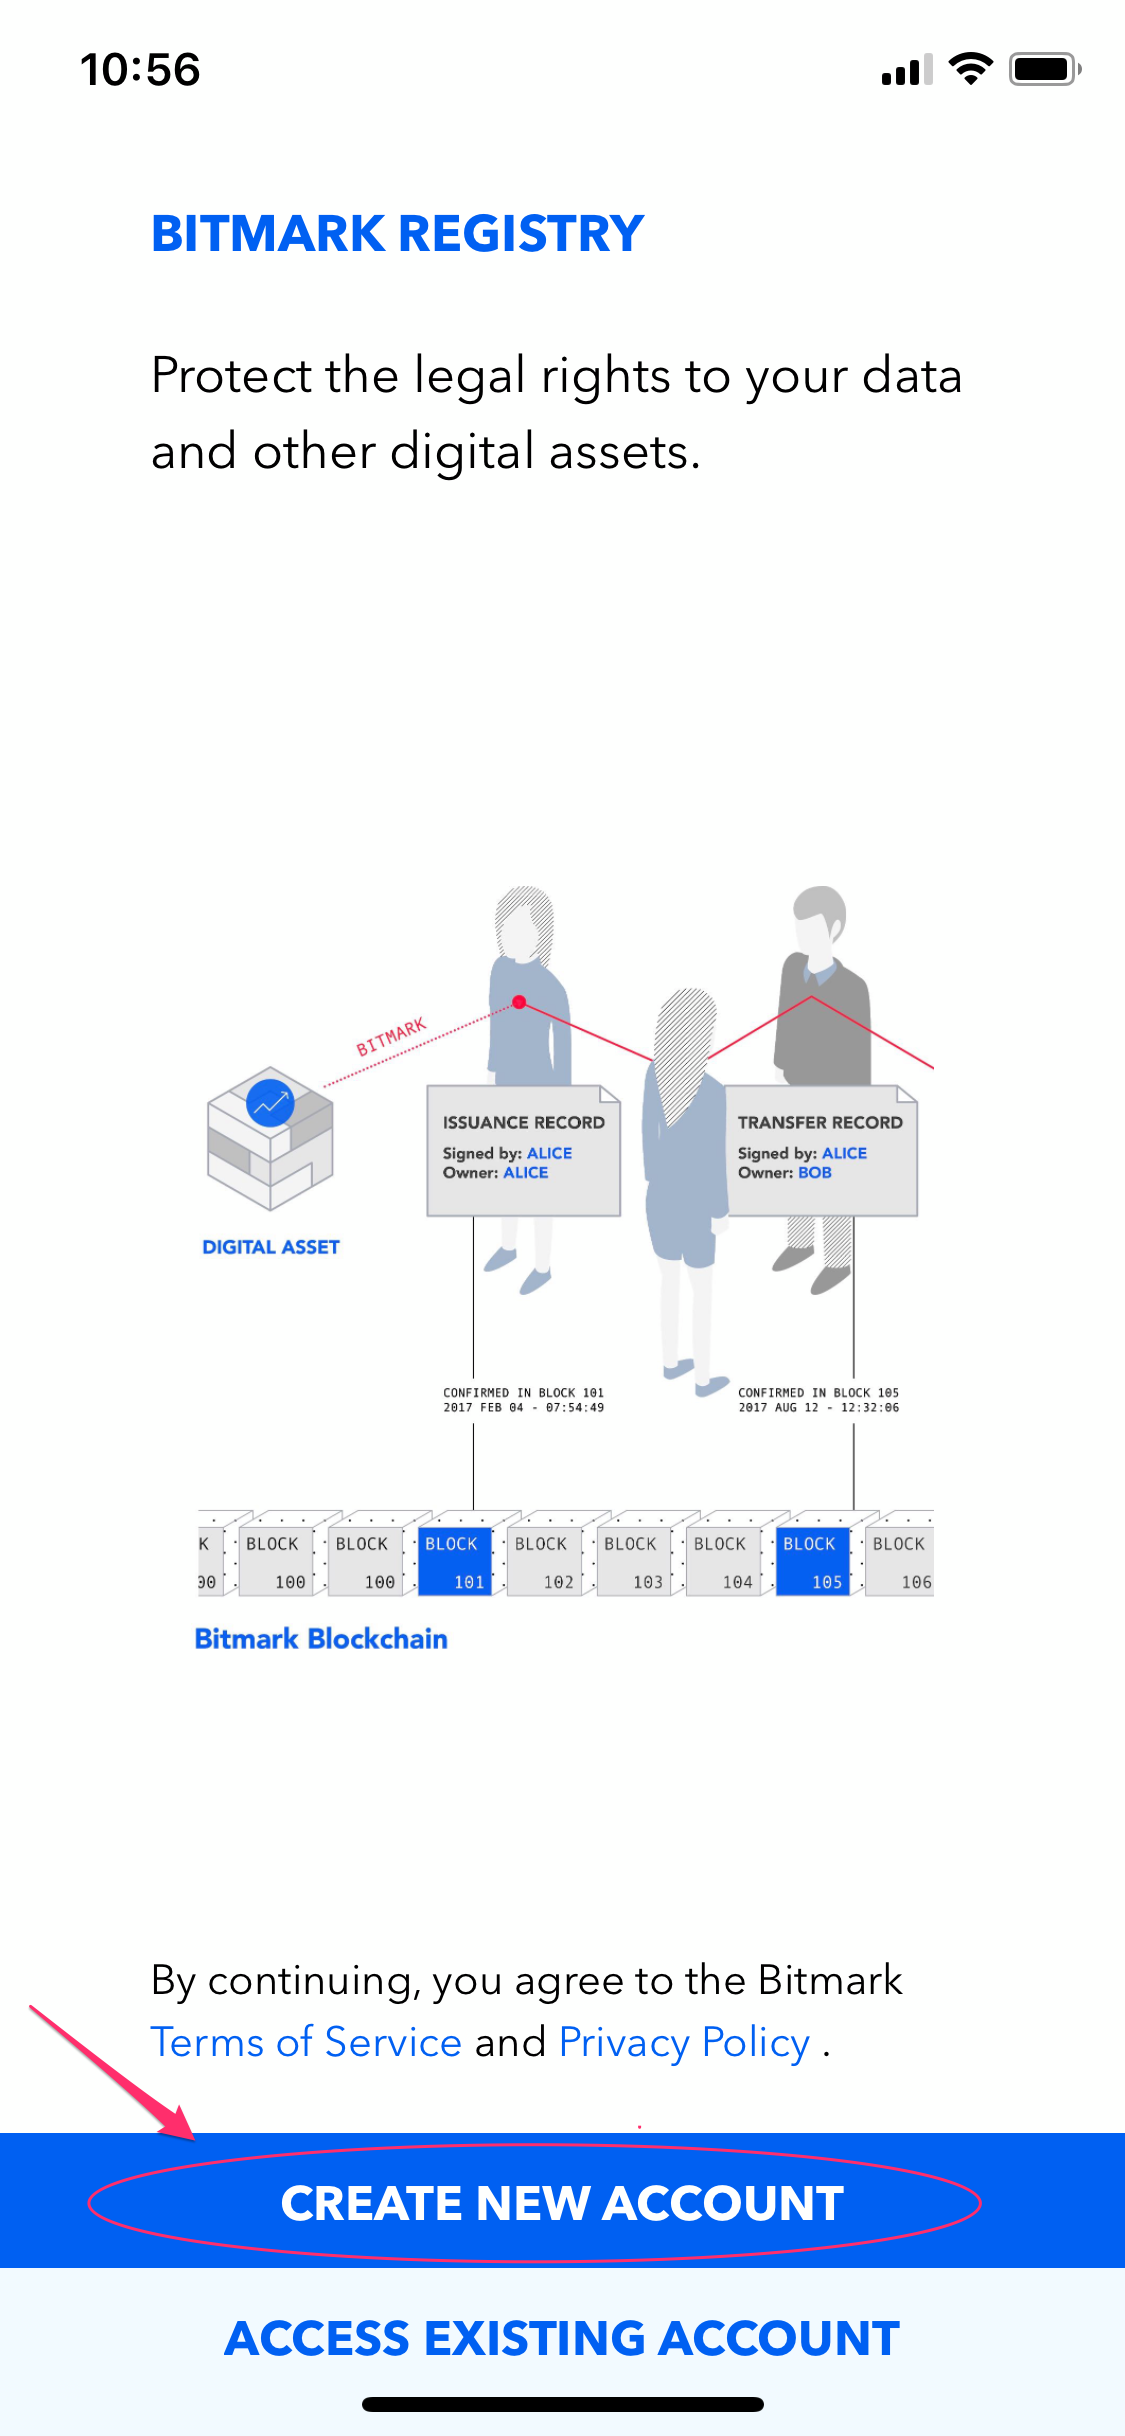 10:56
BITMARK REGISTRY
Protect the legal rights to your data
and other digital assets.
BITMARK
ISSUANCE RECORD
Signed by: ALICE
Owner: ALICE
TRANSFER RECORD
Signed by: ALICE
Owner: BOB
DIGITAL ASSET
CONFIRMED IN BLOCK 101
2017 FEB 04 - 07:54:49
CONFIRMED IN BLOCK 105
2017 AUG 12 - 12:32:06
K BLOCK BLOCK BLOCK BLOCK BLOCK BLOCK BLOCK BLOCK
00 100 100 101 102 103 104 105 106
Bitmark Blockchain
By continuing, you agree to the Bitmark
Terms of Service and Privacy Policy .
CREATE NEW ACCOUNT
ACCESS EXISTING ACCOUNT